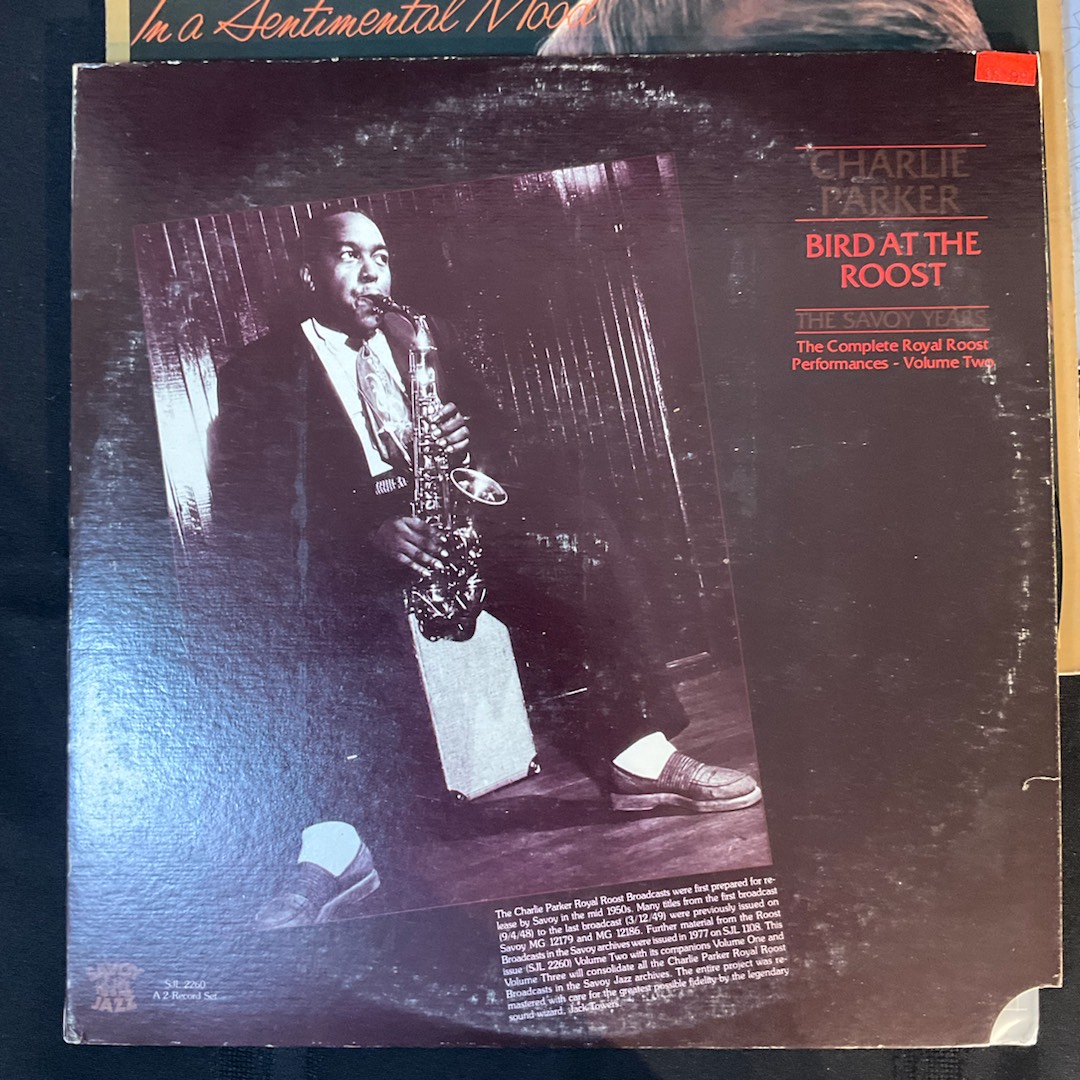 In a Sentimental Mood
CHARLIE
PARKER
BIRD AT THE
ROOST
THE SAVOY YEARS
The Complete Royal Roost
Performances - Volume Two
The Charlie Parker Royal Roost Broadcasts were first prepared for re-
lease by Savoy in the mid 1950s. Many titles from the first broadcast
(9/4/48) to the last broadcast (3/12/49) were previously issued on
Savoy MG 12179 and MG 12186. Further material from the Roost
Broadcasts in the Savoy archives were issued in 1977 on SJL 1108. This
issue (SJL 2260) Volume Two with its companions Volume One and
Volume Three will consolidate all the Charlie Parker Royal Roost
Broadcasts in the Savoy Jazz archives. The entire project was re-
mastered with care for the greatest possible fidelity by the legendary
sound wizard, Jack Towers.
SAVOY
JAZZ
SJL 2260
A 2-Record Set